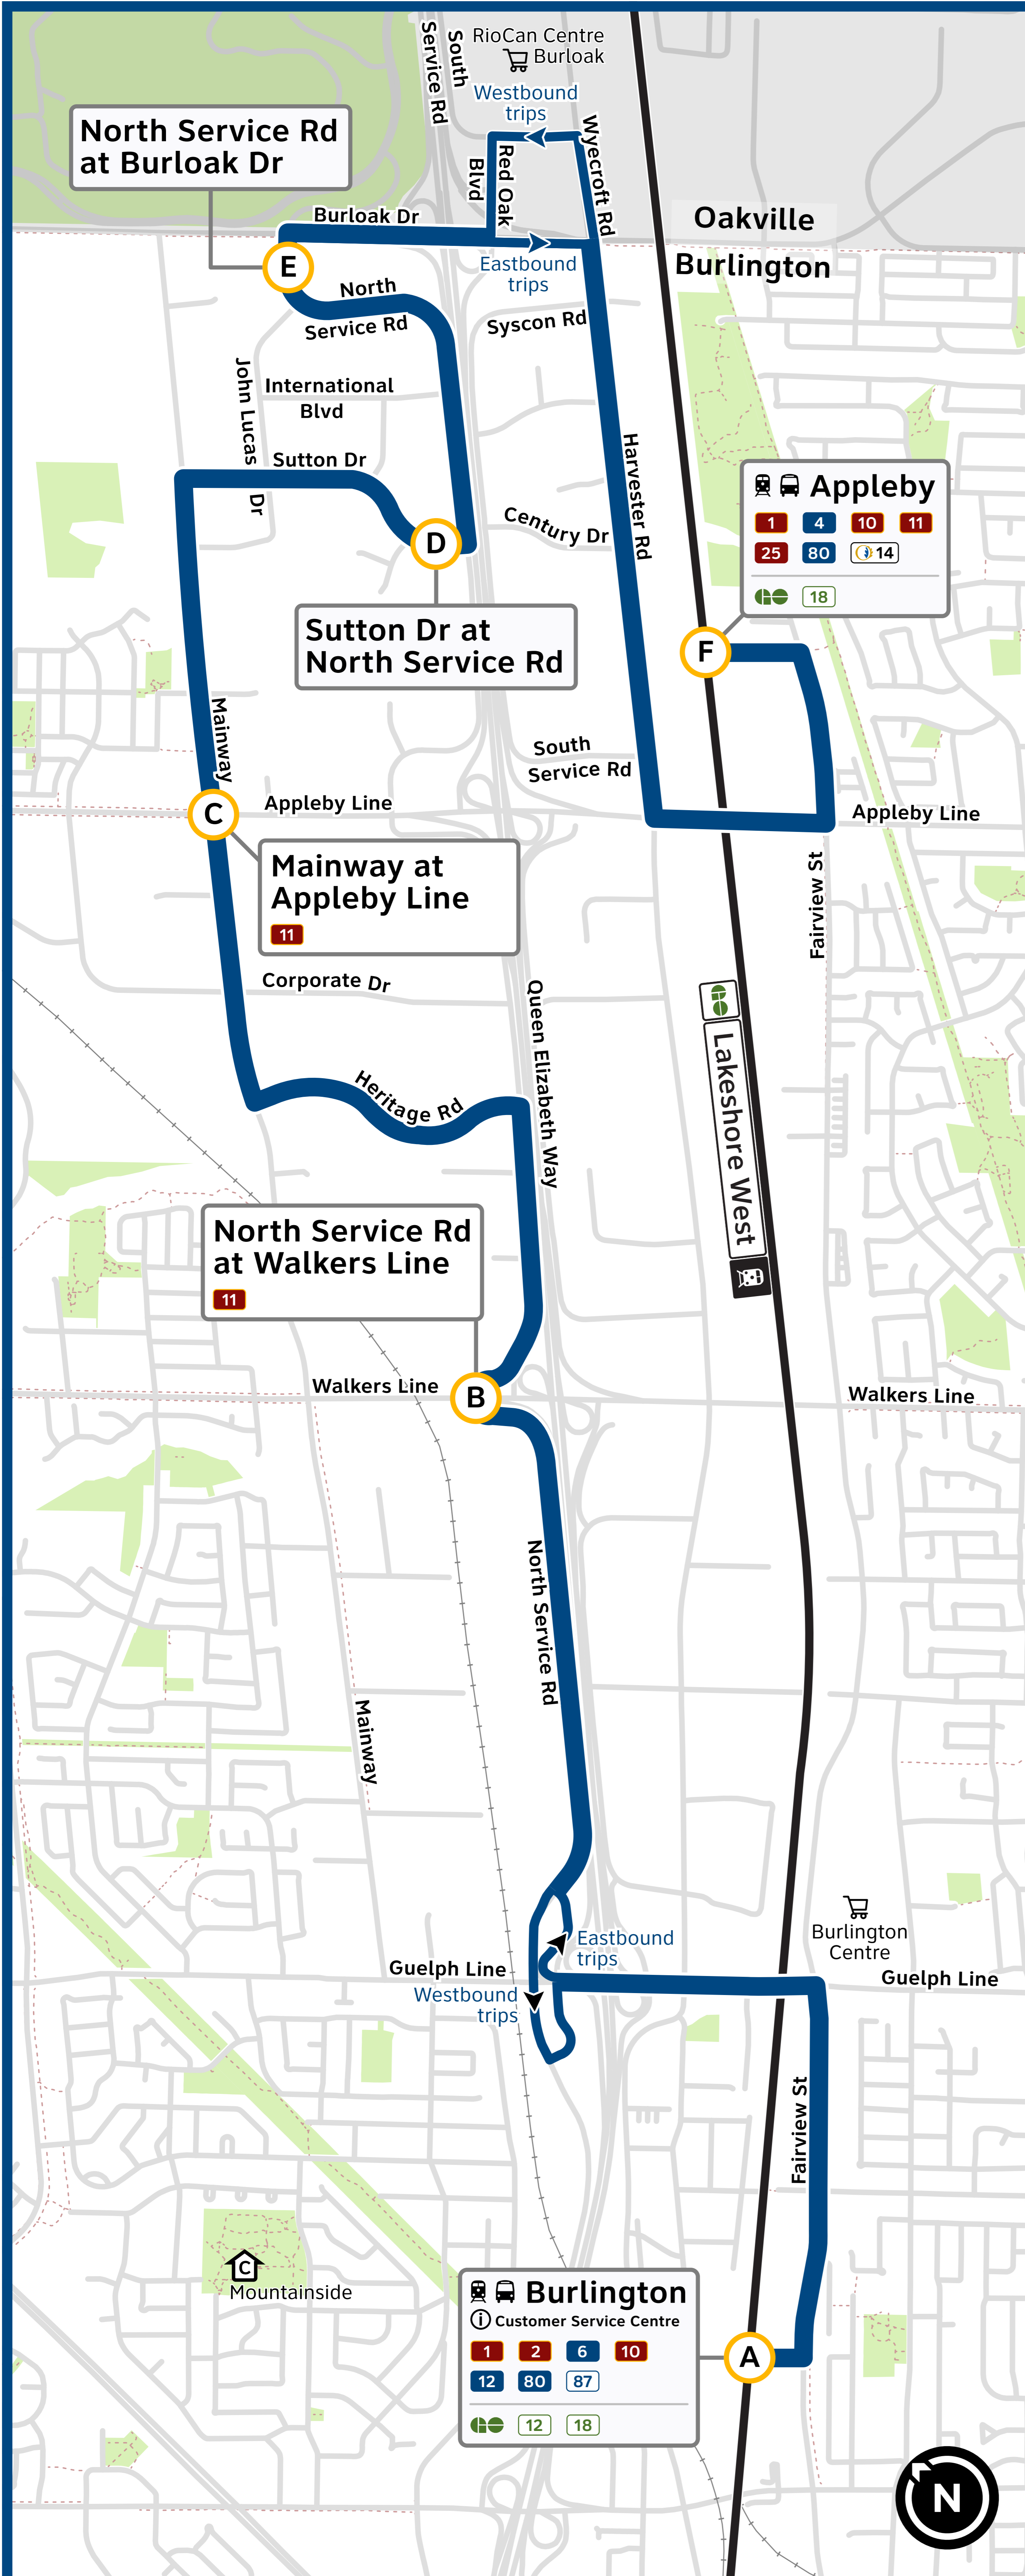 South
Service Rd
RioCan Centre
Burloak
Westbound
trips
Wyecroft Rd
Red Oak
Blvd
North Service Rd
at Burloak Dr
Burloak Dr
E
Eastbound
trips
Oakville
Burlington
North
Service Rd
Syscon Rd
John Lucas
Dr
International
Blvd
Sutton Dr
Harvester Rd
Century Dr
D
Sutton Dr at
North Service Rd
Appleby
1 4 10 11
25 80 14
GO 18
F
Mainway
South
Service Rd
C
Appleby Line
Appleby Line
Mainway at
Appleby Line
11
Fairview St
Corporate Dr
Queen Elizabeth Way
GO
Lakeshore West
Heritage Rd
North Service Rd
at Walkers Line
11
Walkers Line
B
Walkers Line
North Service Rd
Mainway
Burlington
Centre
Eastbound
trips
Guelph Line
Guelph Line
Westbound
trips
Fairview St
C
Mountainside
Burlington
i Customer Service Centre
1 2 6 10
12 80 87
GO 12 18
A
N